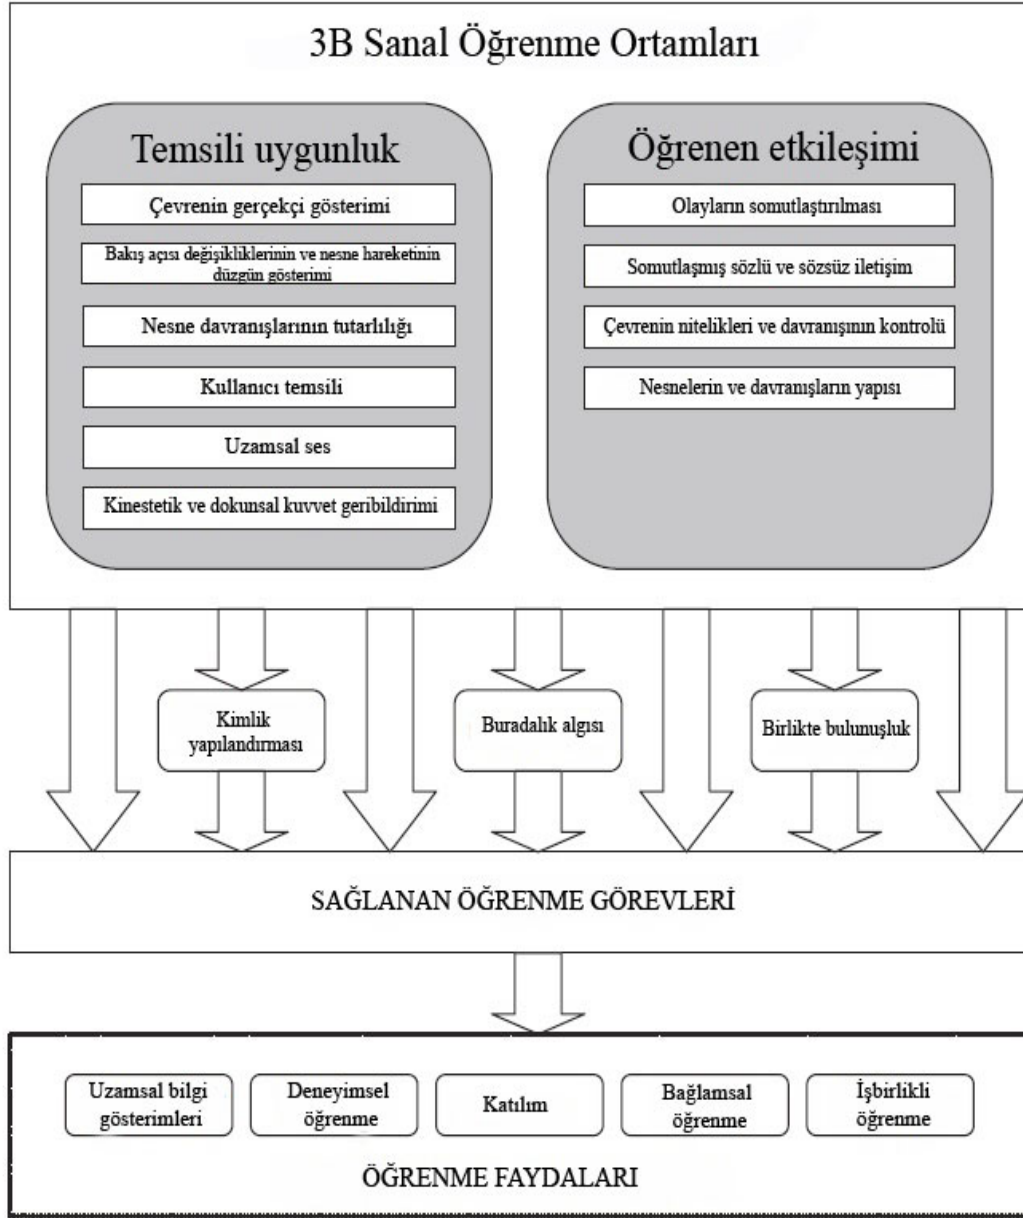 3B Sanal Öğrenme Ortamları
Temsili uygunluk
Çevrenin gerçekçi gösterimi
Bakış açısı değişikliklerinin ve nesne hareketinin
düzgün gösterimi
Nesne davranışlarının tutarlılığı
Kullanıcı temsili
Uzamsal ses
Kinestetik ve dokunsal kuvvet geribildirimi
Öğrenen etkileşimi
Olayların somutlaştırılması
Somutlaşmış sözlü ve sözsüz iletişim
Çevrenin nitelikleri ve davranışının kontrolü
Nesnelerin ve davranışların yapısı
Kimlik
yapılandırması
Buradalık algısı
Birlikte bulunuşluk
SAĞLANAN ÖĞRENME GÖREVLERİ
Uzamsal bilgi
gösterimleri
Deneyimsel
öğrenme
Katılım
Bağlamsal
öğrenme
İşbirlikli
öğrenme
ÖĞRENME FAYDALARI